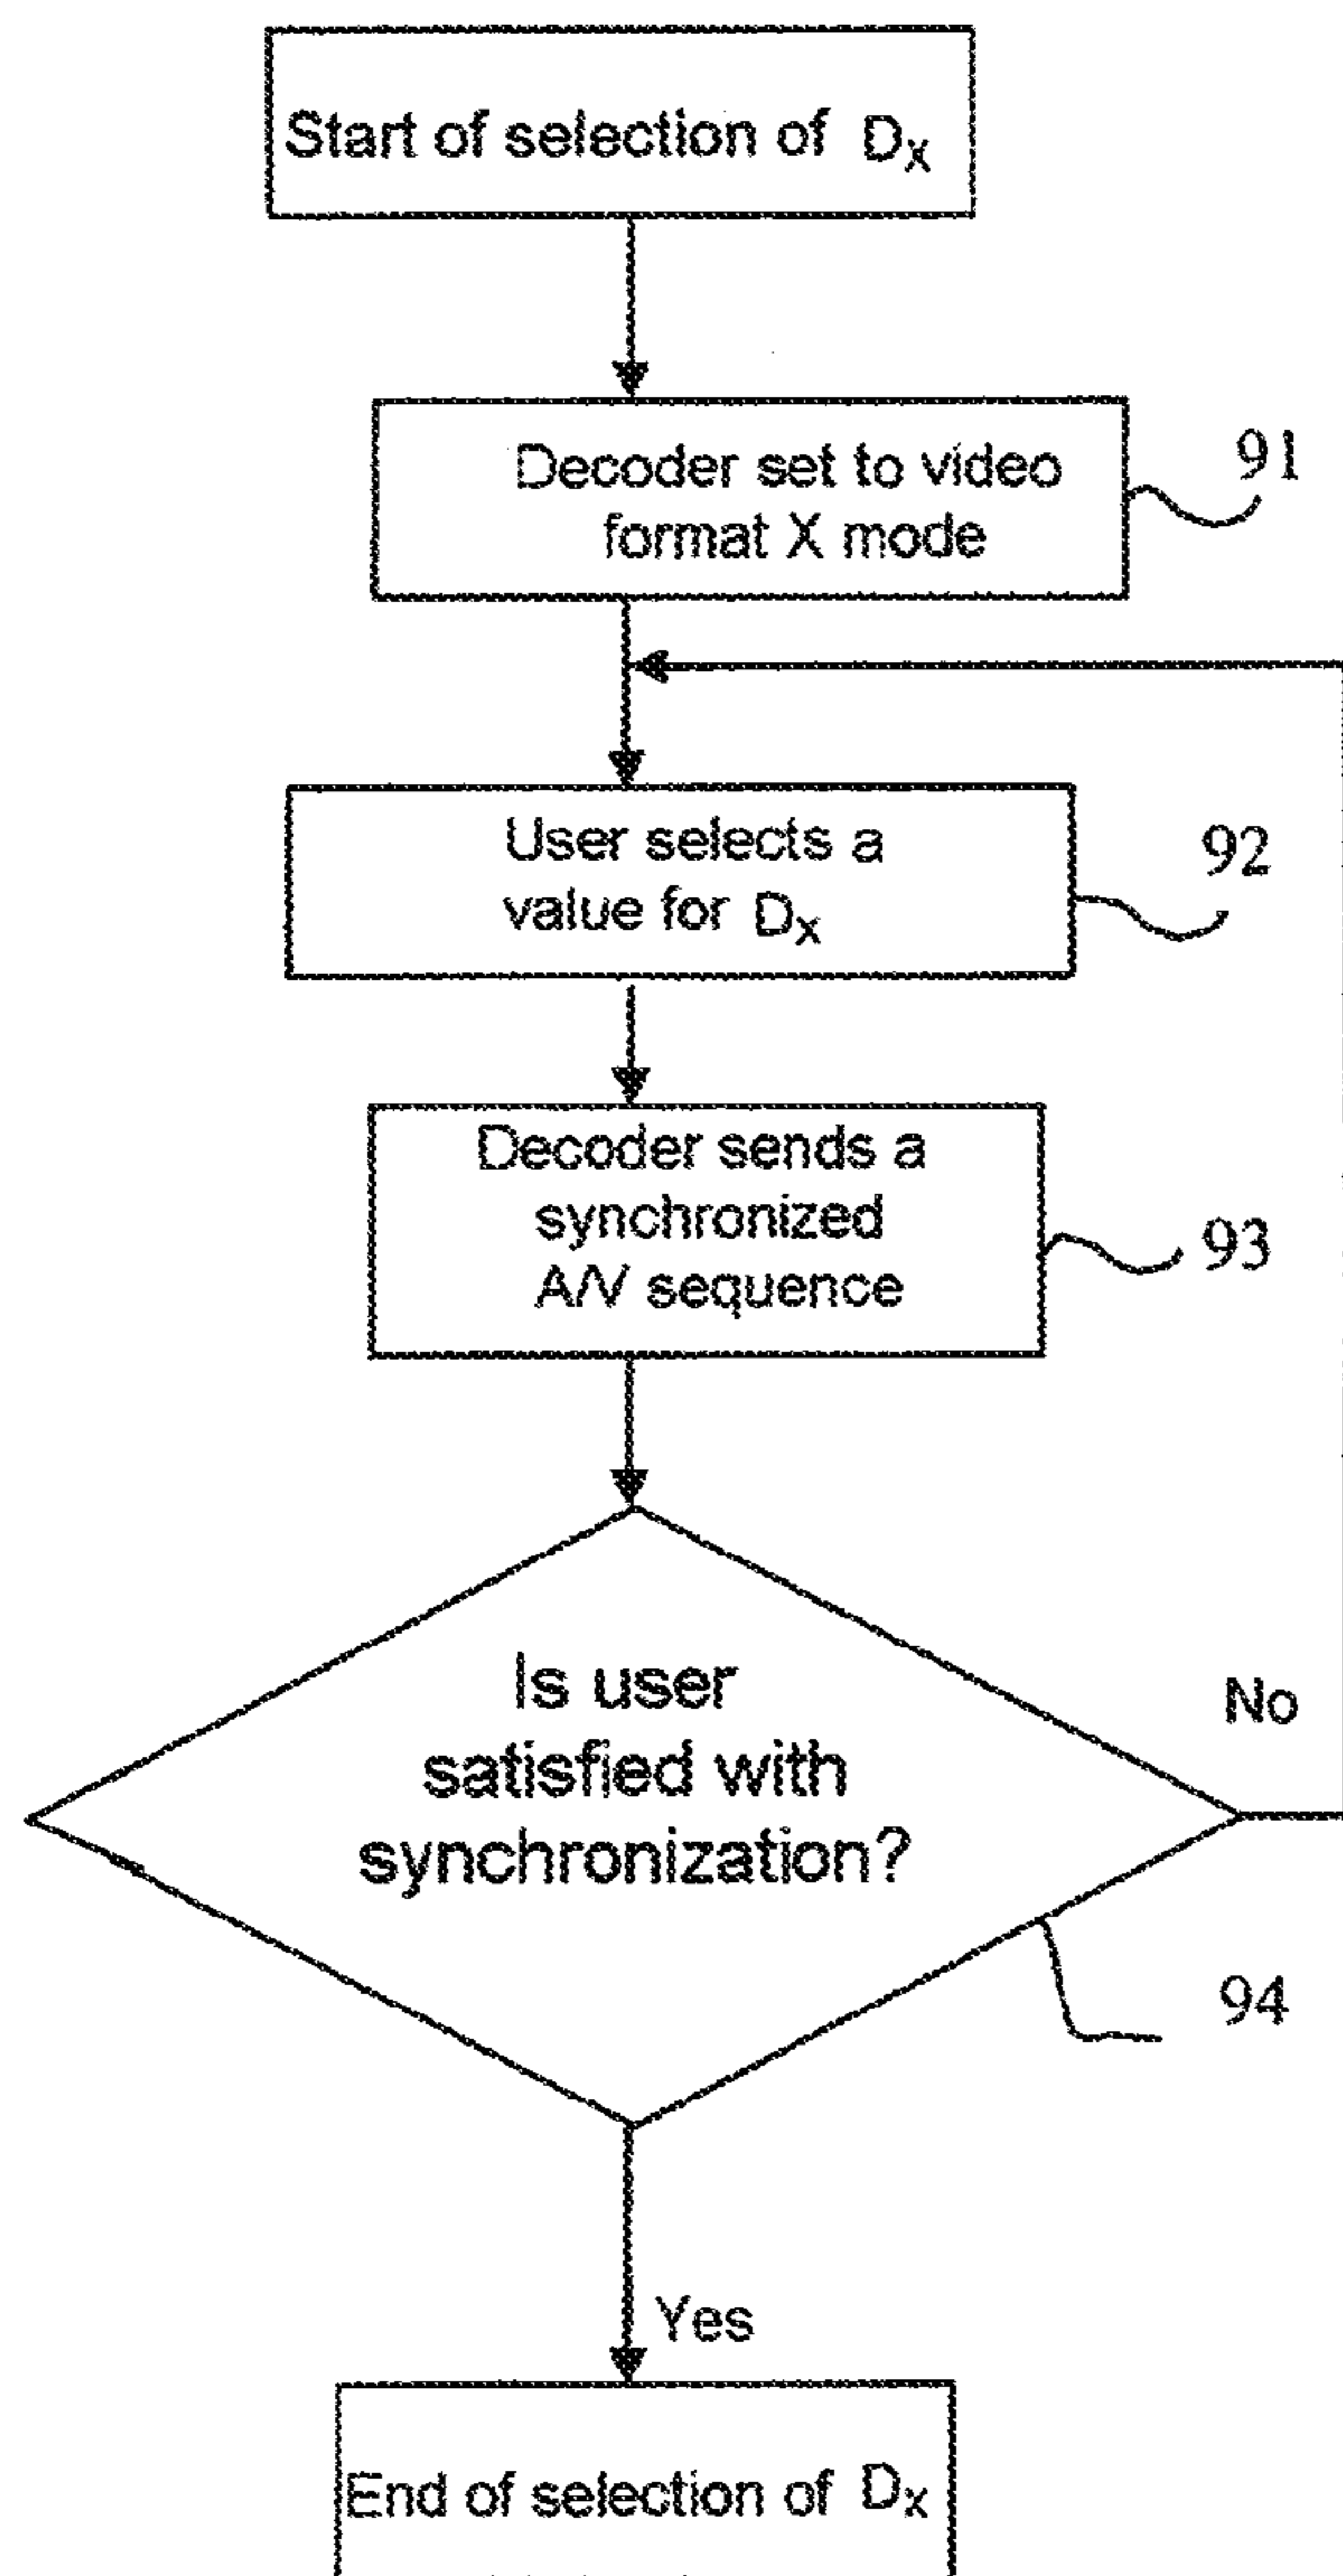 Start of selection of Dx
Decoder set to video
format X mode
91
User selects a
value for Dx
92
Decoder sends a
synchronized
A/V sequence
93
Is user
satisfied with
synchronization?
No
94
Yes
End of selection of Dx